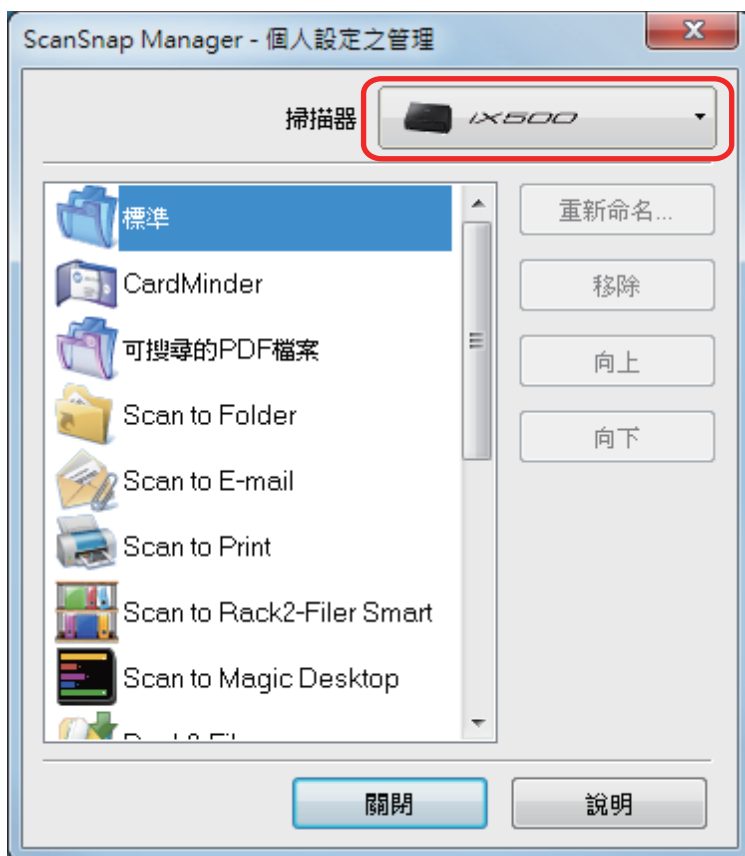 ScanSnap Manager - 個人設定之管理
掃描器
iX500
標準
重新命名...
CardMinder
移除
可搜尋的PDF檔案
向上
Scan to Folder
向下
Scan to E-mail
Scan to Print
Scan to Rack2-Filer Smart
Scan to Magic Desktop
關閉
說明